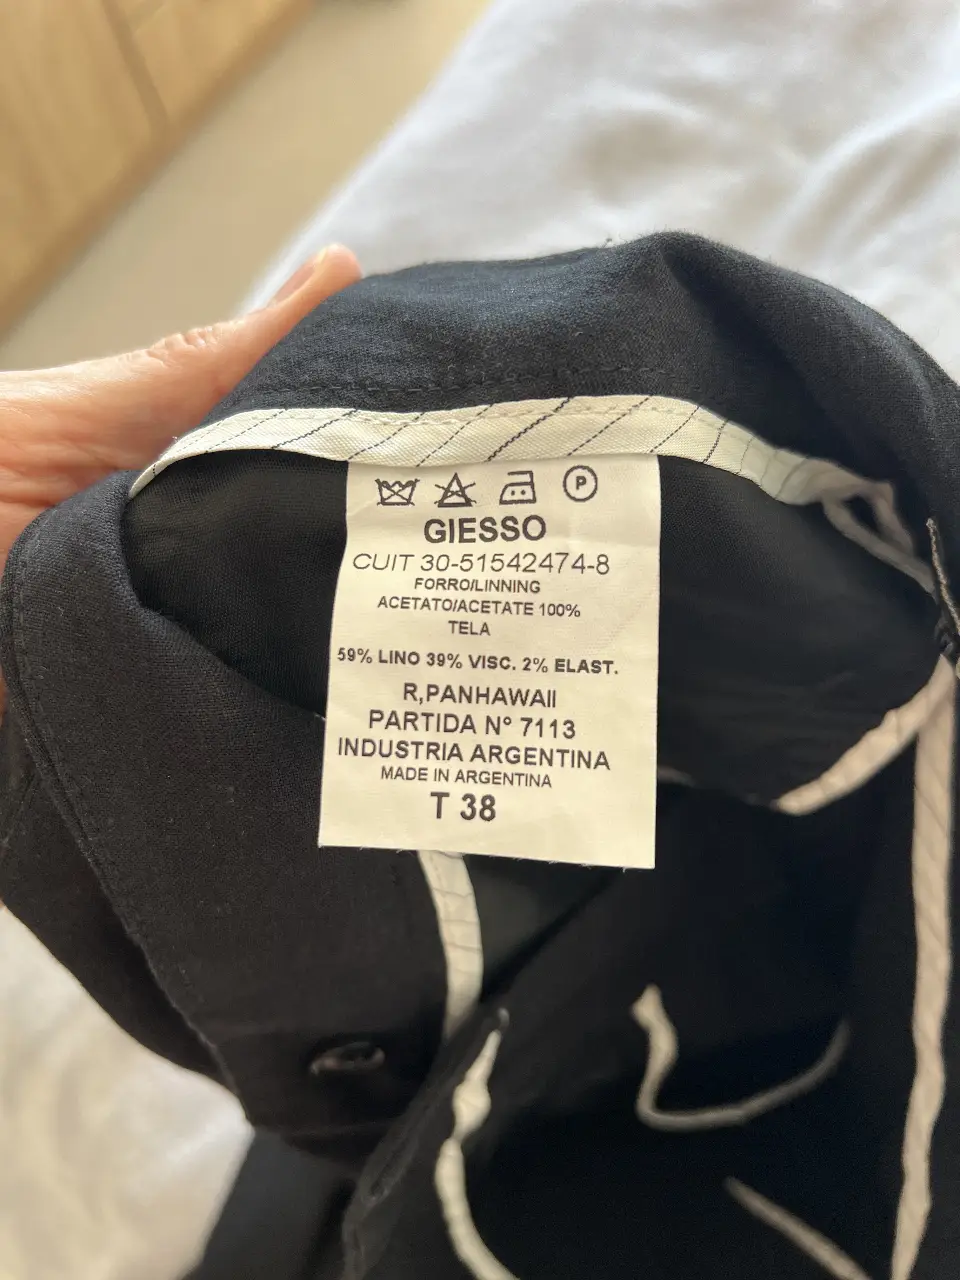 P
GIESSO
CUIT 30-51542474-8
FORRO/LINNING
ACETATO/ACETATE 100%
TELA
59% LINO 39% VISC. 2% ELAST.
R,PANHAWAII
PARTIDA N° 7113
INDUSTRIA ARGENTINA
MADE IN ARGENTINA
T 38